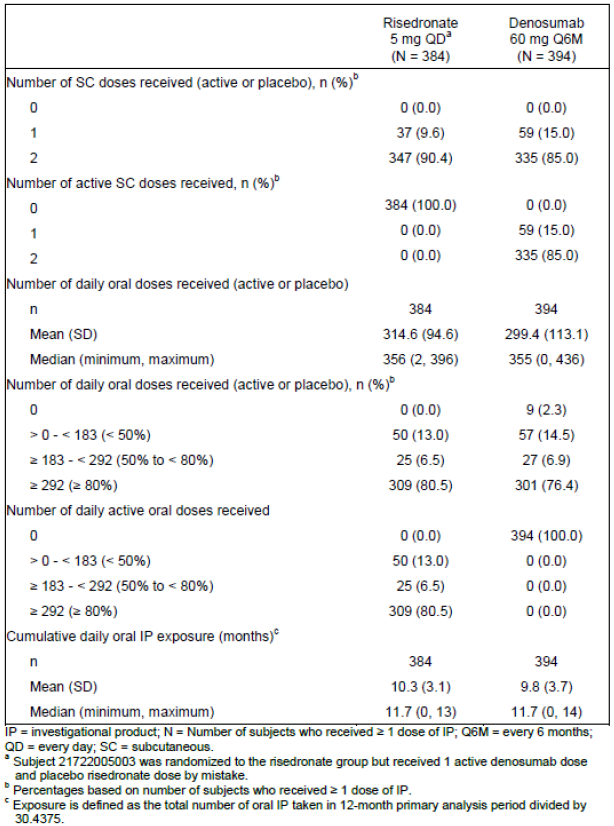 Risedronate Denosumab
5 mg QDa 60 mg Q6M
(N = 384) (N = 394)
Number of SC doses received (active or placebo), n (%)b
0 0 (0.0) 0 (0.0)
1 37 (9.6) 59 (15.0)
2 347 (90.4) 335 (85.0)
Number of active SC doses received, n (%)b
0 384 (100.0) 0 (0.0)
1 0 (0.0) 59 (15.0)
2 0 (0.0) 335 (85.0)
Number of daily oral doses received (active or placebo)
n 384 394
Mean (SD) 314.6 (94.6) 299.4 (113.1)
Median (minimum, maximum) 356 (2, 396) 355 (0, 436)
Number of daily oral doses received (active or placebo), n (%)b
0 0 (0.0) 9 (2.3)
> 0 - < 183 (< 50%) 50 (13.0) 57 (14.5)
≥ 183 - < 292 (50% to < 80%) 25 (6.5) 27 (6.9)
≥ 292 (≥ 80%) 309 (80.5) 301 (76.4)
Number of daily active oral doses received
0 0 (0.0) 394 (100.0)
> 0 - < 183 (< 50%) 50 (13.0) 0 (0.0)
≥ 183 - < 292 (50% to < 80%) 25 (6.5) 0 (0.0)
≥ 292 (≥ 80%) 309 (80.5) 0 (0.0)
Cumulative daily oral IP exposure (months)c
n 384 394
Mean (SD) 10.3 (3.1) 9.8 (3.7)
Median (minimum, maximum) 11.7 (0, 13) 11.7 (0, 14)
IP = investigational product; N = Number of subjects who received ≥ 1 dose of IP; Q6M = every 6 months;
QD = every day; SC = subcutaneous.
a Subject 21722005003 was randomized to the risedronate group but received 1 active denosumab dose
and placebo risedronate dose by mistake.
b Percentages based on number of subjects who received ≥ 1 dose of IP.
c Exposure is defined as the total number of oral IP taken in 12-month primary analysis period divided by
30.4375.